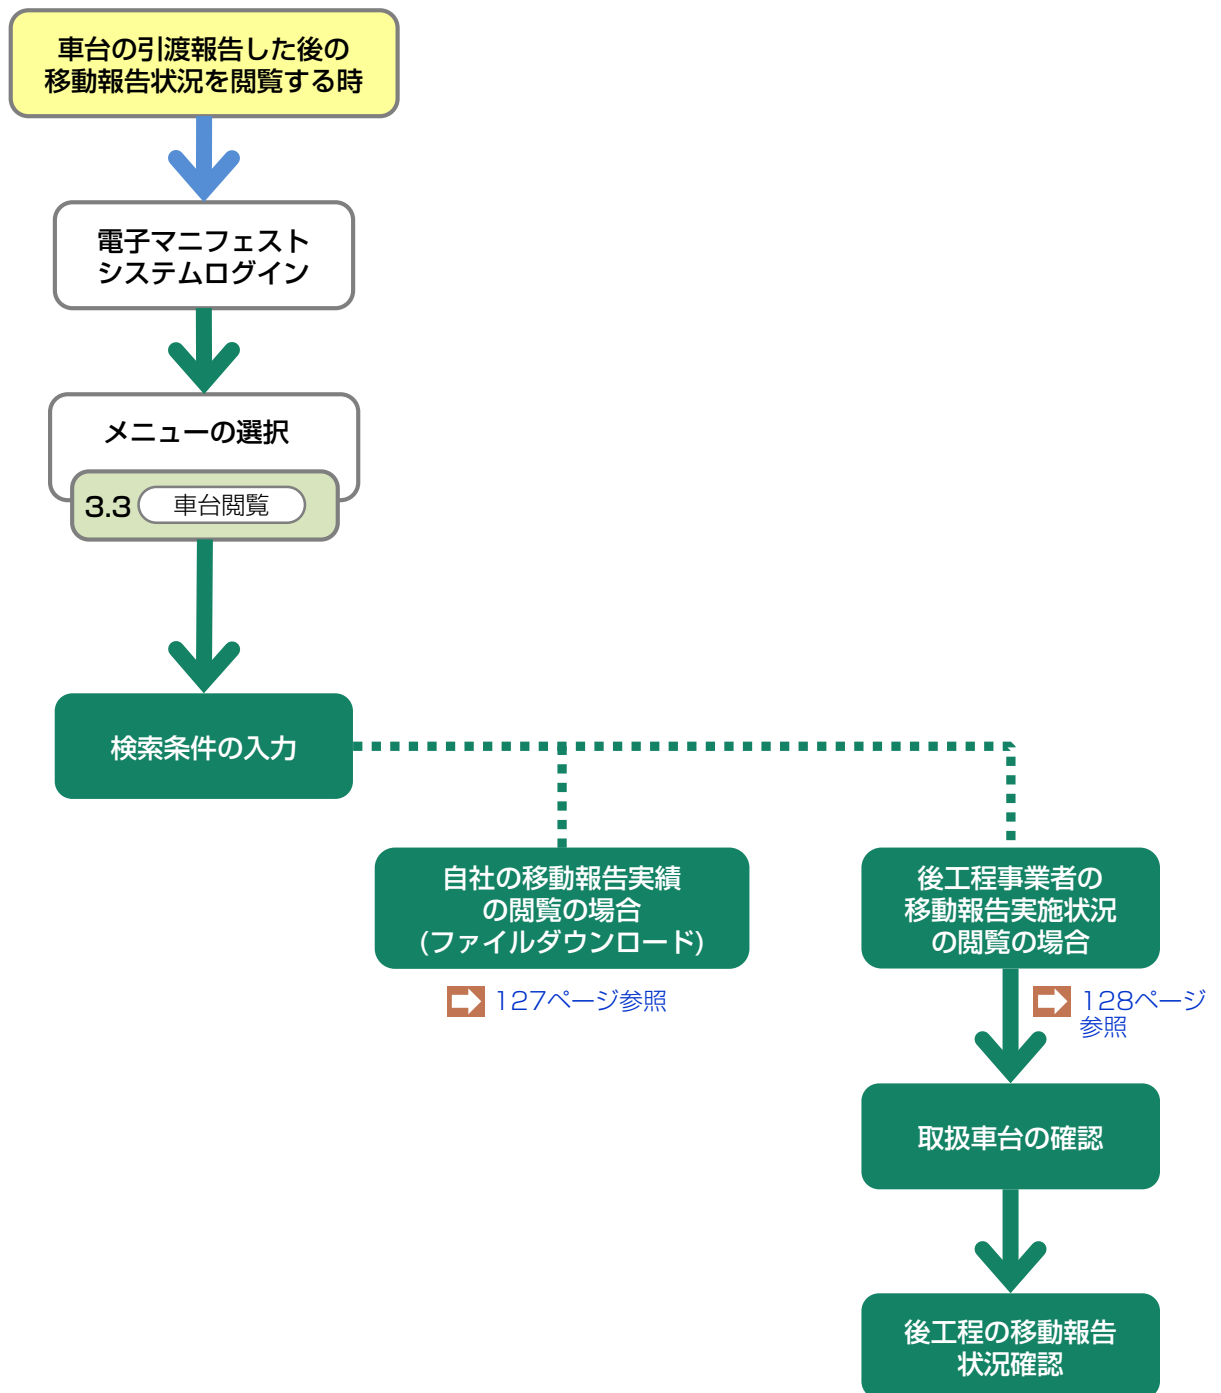 車台の引渡報告した後の
移動報告状況を閲覧する時
電子マニフェスト
システムログイン
メニューの選択
3.3 車台閲覧
検索条件の入力
自社の移動報告実績
の閲覧の場合
(ファイルダウンロード)
127ページ参照
後工程事業者の
移動報告実施状況
の閲覧の場合
128ページ
参照
取扱車台の確認
後工程の移動報告
状況確認